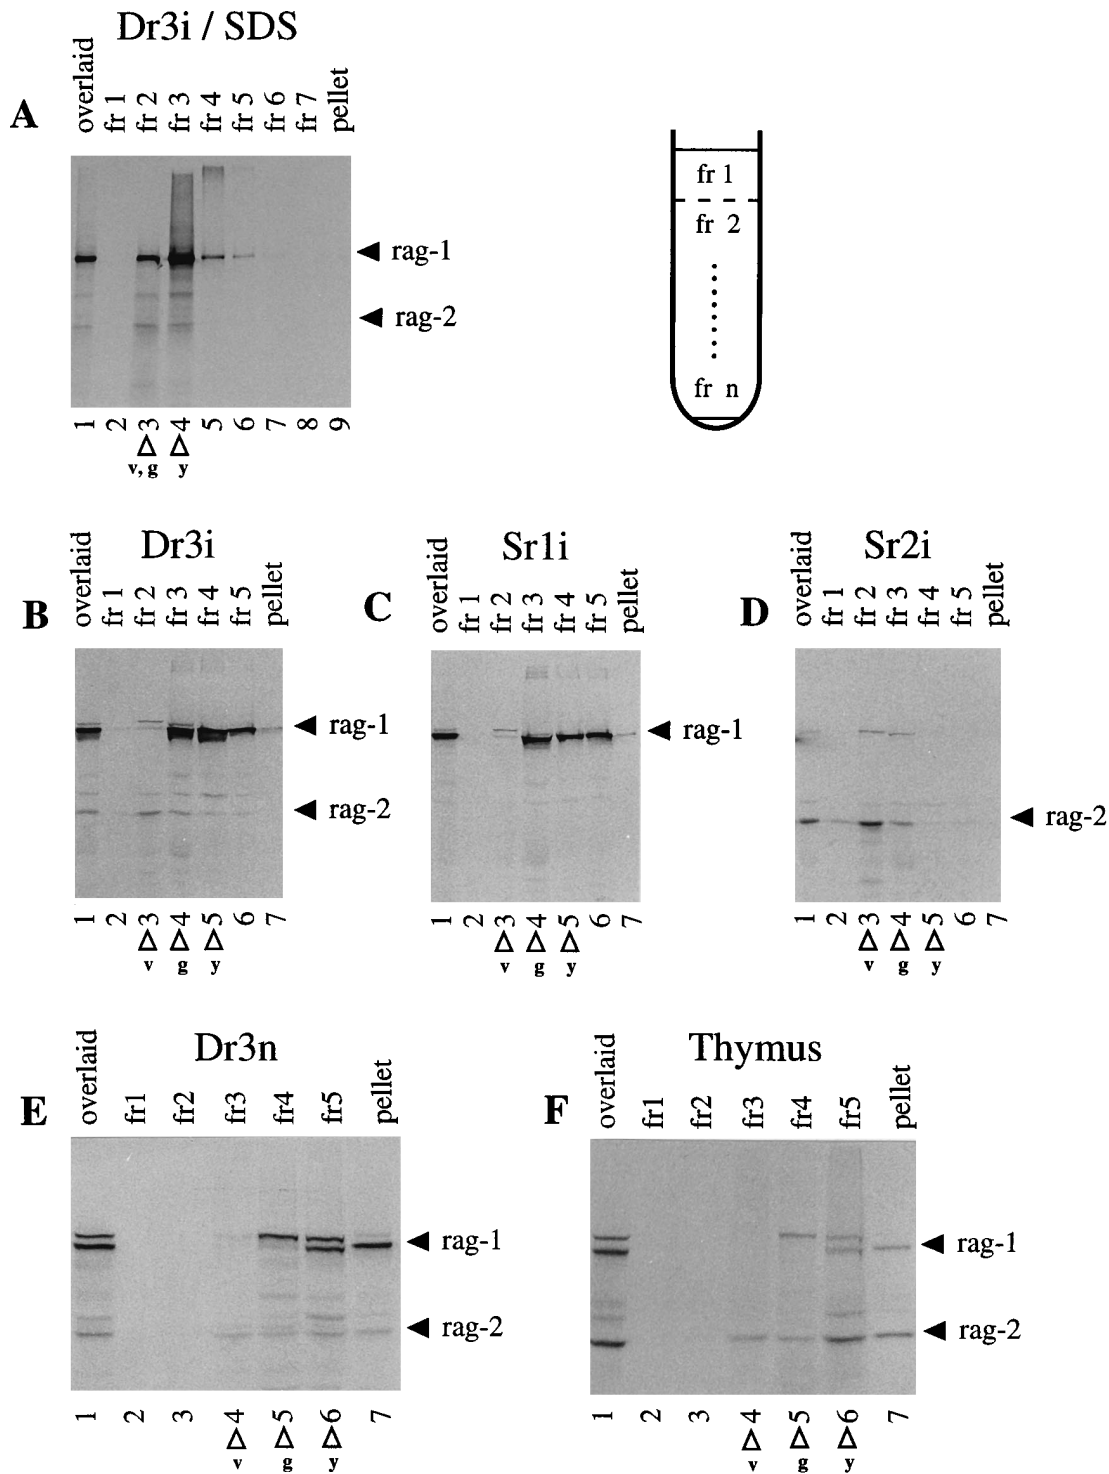 Dr3i / SDS
A
overlaid fr 1 fr 2 fr 3 fr 4 fr 5 fr 6 fr 7 pellet
rag-1
rag-2
1 2 3 4 5 6 7 8 9
v, g y
fr 1
fr 2
fr n
Dr3i
B
overlaid fr 1 fr 2 fr 3 fr 4 fr 5 pellet
rag-1
rag-2
1 2 3 4 5 6 7
v g y
Sr1i
C
overlaid fr 1 fr 2 fr 3 fr 4 fr 5 pellet
rag-1
1 2 3 4 5 6 7
v g y
Sr2i
D
overlaid fr 1 fr 2 fr 3 fr 4 fr 5 pellet
rag-2
1 2 3 4 5 6 7
v g y
Dr3n
E
overlaid fr1 fr2 fr3 fr4 fr5 pellet
rag-1
rag-2
1 2 3 4 5 6 7
v g y
Thymus
F
overlaid fr1 fr2 fr3 fr4 fr5 pellet
rag-1
rag-2
1 2 3 4 5 6 7
v g y